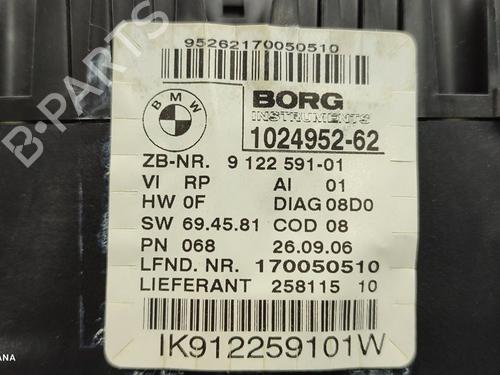 95262170050510
BMW
BORG
INSTRUMENTS
1024952-62
ZB-NR. 9 122 591-01
VI RP AI 01
HW 0F DIAG 08D0
SW 69.45.81 COD 08
PN 068 26.09.06
LFND. NR. 170050510
LIEFERANT 258115 10
IK912259101W
B-PARTS
ANA